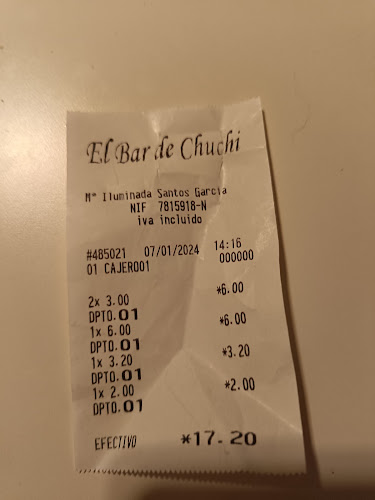 El Bar de Chuchi
Mª Iluminada Santos Garcia
NIF 7815918-N
iva incluido
#485021 07/01/2024 14:16
01 CAJERO01 000000
2x 3.00 *6.00
DPTO.01
1x 6.00 *6.00
DPTO.01
1x 3.20 *3.20
DPTO.01
1x 2.00 *2.00
DPTO.01
EFECTIVO *17.20